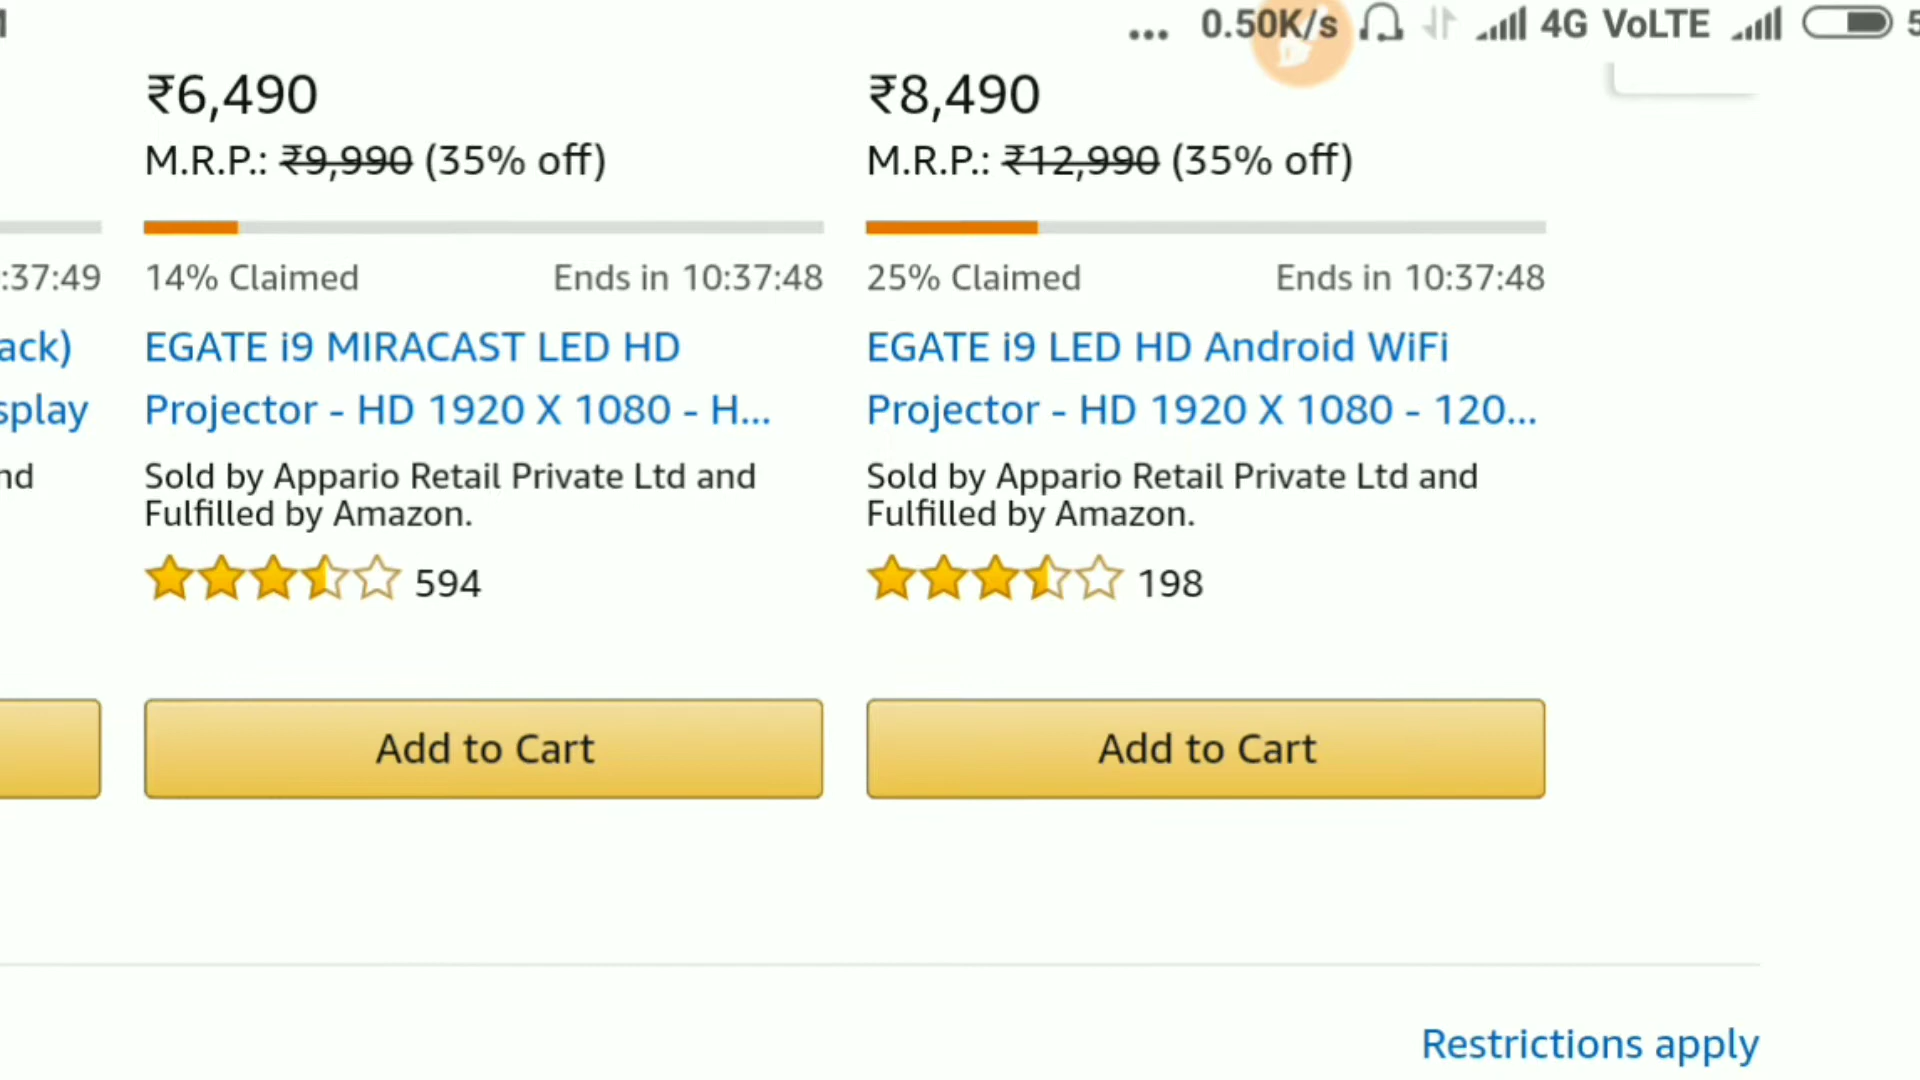 ... 0.50K/s 4G VoLTE
₹6,490
M.R.P.: ₹9,990 (35% off)
14% Claimed Ends in 10:37:48
EGATE i9 MIRACAST LED HD
Projector - HD 1920 X 1080 - H...
Sold by Appario Retail Private Ltd and
Fulfilled by Amazon.
594
Add to Cart
₹8,490
M.R.P.: ₹12,990 (35% off)
25% Claimed Ends in 10:37:48
EGATE i9 LED HD Android WiFi
Projector - HD 1920 X 1080 - 120...
Sold by Appario Retail Private Ltd and
Fulfilled by Amazon.
198
Add to Cart
:37:49
ack)
splay
nd
Restrictions apply